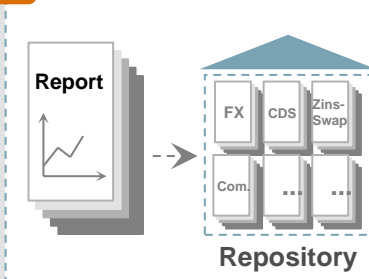 Report
FX
CDS
Zins-
Swap
Com.
...
...
Repository